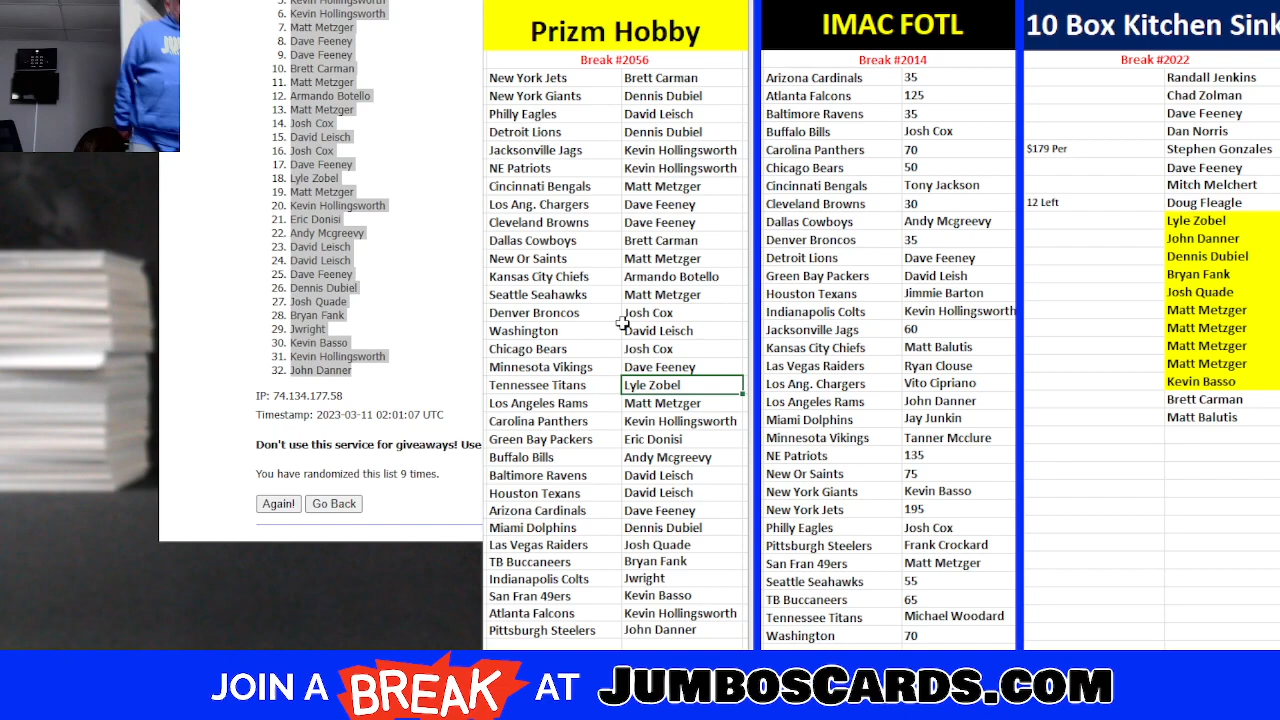 5. Kevin Hollingsworth
6. Kevin Hollingsworth
7. Matt Metzger
8. Dave Feeney
9. Dave Feeney
10. Brett Carman
11. Matt Metzger
12. Armando Botello
13. Matt Metzger
14. Josh Cox
15. David Leisch
16. Josh Cox
17. Dave Feeney
18. Lyle Zobel
19. Matt Metzger
20. Kevin Hollingsworth
21. Eric Donisi
22. Andy Mcgreevy
23. David Leisch
24. David Leisch
25. Dave Feeney
26. Dennis Dubiel
27. Josh Quade
28. Bryan Fank
29. Jwright
30. Kevin Basso
31. Kevin Hollingsworth
32. John Danner
IP: 74.134.177.58
Timestamp: 2023-03-11 02:01:07 UTC
Don't use this service for giveaways! Use
You have randomized this list 9 times.
Again! Go Back
Prizm Hobby
Break #2056
New York Jets Brett Carman
New York Giants Dennis Dubiel
Philly Eagles David Leisch
Detroit Lions Dennis Dubiel
Jacksonville Jags Kevin Hollingsworth
NE Patriots Kevin Hollingsworth
Cincinnati Bengals Matt Metzger
Los Ang. Chargers Dave Feeney
Cleveland Browns Dave Feeney
Dallas Cowboys Brett Carman
New Or Saints Matt Metzger
Kansas City Chiefs Armando Botello
Seattle Seahawks Matt Metzger
Denver Broncos Josh Cox
Washington David Leisch
Chicago Bears Josh Cox
Minnesota Vikings Dave Feeney
Tennessee Titans Lyle Zobel
Los Angeles Rams Matt Metzger
Carolina Panthers Kevin Hollingsworth
Green Bay Packers Eric Donisi
Buffalo Bills Andy Mcgreevy
Baltimore Ravens David Leisch
Houston Texans David Leisch
Arizona Cardinals Dave Feeney
Miami Dolphins Dennis Dubiel
Las Vegas Raiders Josh Quade
TB Buccaneers Bryan Fank
Indianapolis Colts Jwright
San Fran 49ers Kevin Basso
Atlanta Falcons Kevin Hollingsworth
Pittsburgh Steelers John Danner
IMAC FOTL
Break #2014
Arizona Cardinals 35
Atlanta Falcons 125
Baltimore Ravens 35
Buffalo Bills Josh Cox
Carolina Panthers 70
Chicago Bears 50
Cincinnati Bengals Tony Jackson
Cleveland Browns 30
Dallas Cowboys Andy Mcgreevy
Denver Broncos 35
Detroit Lions Dave Feeney
Green Bay Packers David Leish
Houston Texans Jimmie Barton
Indianapolis Colts Kevin Hollingsworth
Jacksonville Jags 60
Kansas City Chiefs Matt Balutis
Las Vegas Raiders Ryan Clouse
Los Ang. Chargers Vito Cipriano
Los Angeles Rams John Danner
Miami Dolphins Jay Junkin
Minnesota Vikings Tanner Mcclure
NE Patriots 135
New Or Saints 75
New York Giants Kevin Basso
New York Jets 195
Philly Eagles Josh Cox
Pittsburgh Steelers Frank Crockard
San Fran 49ers Matt Metzger
Seattle Seahawks 55
TB Buccaneers 65
Tennessee Titans Michael Woodard
Washington 70
10 Box Kitchen Sink
Break #2022
Randall Jenkins
Chad Zolman
Dave Feeney
Dan Norris
$179 Per Stephen Gonzales
Dave Feeney
Mitch Melchert
12 Left Doug Fleagle
Lyle Zobel
John Danner
Dennis Dubiel
Bryan Fank
Josh Quade
Matt Metzger
Matt Metzger
Matt Metzger
Matt Metzger
Kevin Basso
Brett Carman
Matt Balutis
JOIN A BREAK AT JUMBOSCARDS.COM